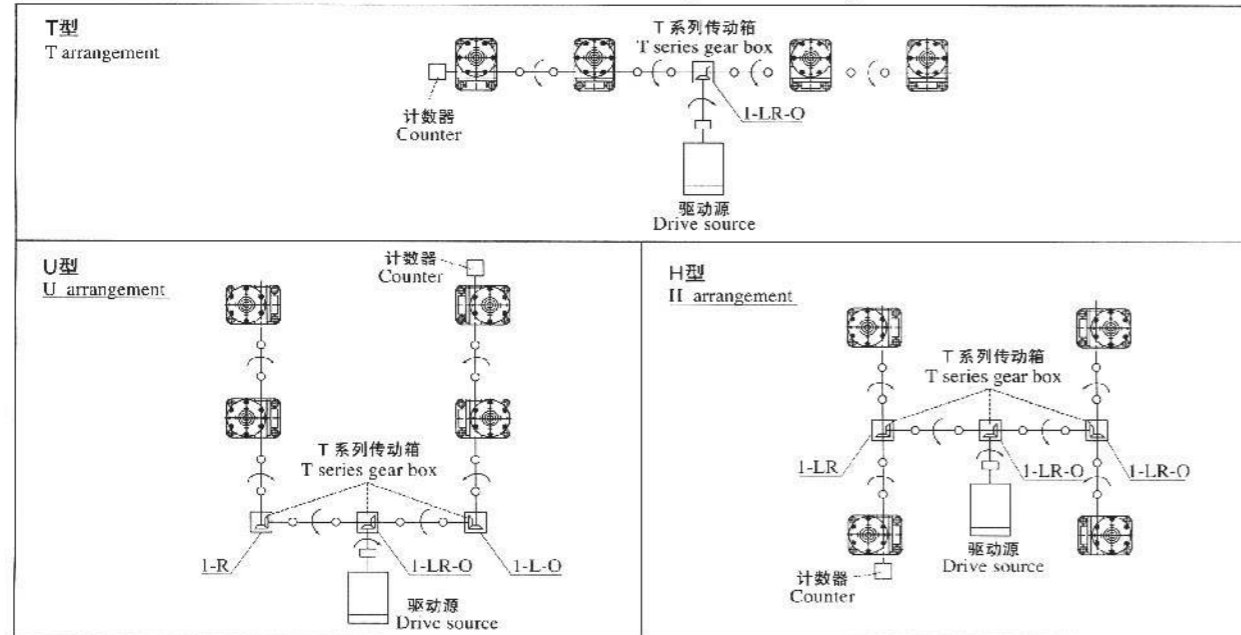 T型
T arrangement
T 系列传动箱
T series gear box
计数器
Counter
1-LR-O
驱动源
Drive source
U型
U arrangement
计数器
Counter
T 系列传动箱
T series gear box
1-R
1-LR-O
1-L-O
驱动源
Drive source
H型
H arrangement
T 系列传动箱
T series gear box
1-LR
1-LR-O
1-LR-O
驱动源
Drive source
计数器
Counter